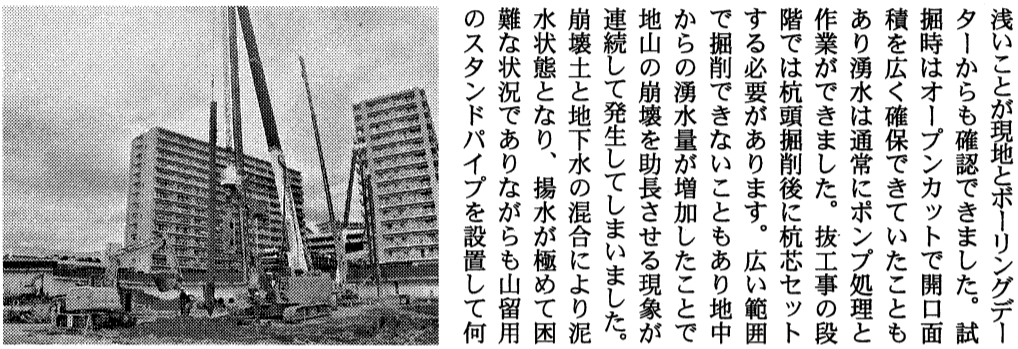 浅いことが現地とボーリングデー
ターからも確認できました。試
掘時はオープンカットで開口面
積を広く確保できていたことも
あり湧水は通常にポンプ処理と
作業ができました。抜工事の段
階では杭頭掘削後に杭芯セット
する必要があります。広い範囲
で掘削できないこともあり地中
からの湧水量が増加したことで
地山の崩壊を助長させる現象が
連続して発生してしまいました。
崩壊土と地下水の混合により泥
水状態となり、揚水が極めて困
難な状況でありながらも山留用
のスタンドパイプを設置して何